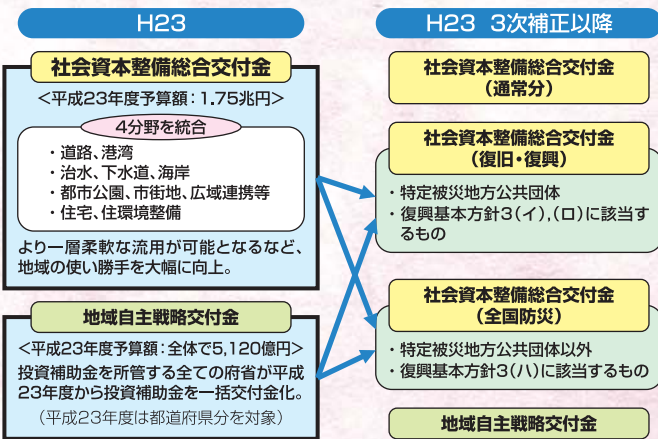 H23
社会資本整備総合交付金
<平成23年度予算額：1.75兆円>
4分野を統合
・道路、港湾
・治水、下水道、海岸
・都市公園、市街地、広域連携等
・住宅、住環境整備
より一層柔軟な流用が可能となるなど、
地域の使い勝手を大幅に向上。
地域自主戦略交付金
<平成23年度予算額：全体で5,120億円>
投資補助金を所管する全ての府省が平成
23年度から投資補助金を一括交付金化。
（平成23年度は都道府県分を対象）
H23 3次補正以降
社会資本整備総合交付金
（通常分）
社会資本整備総合交付金
（復旧・復興）
・特定被災地方公共団体
・復興基本方針3（イ），（ロ）に該当す
るもの
社会資本整備総合交付金
（全国防災）
・特定被災地方公共団体以外
・復興基本方針3（ハ）に該当するもの
地域自主戦略交付金